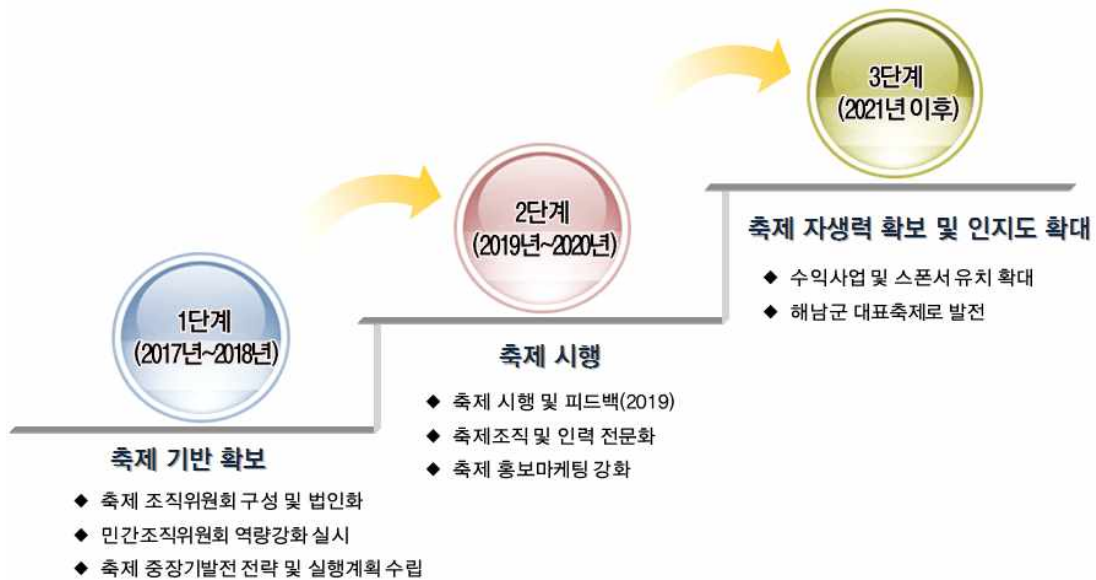 1단계
(2017년~2018년)
축제 기반 확보
◆ 축제 조직위원회 구성 및 법인화
◆ 민간조직위원회 역량강화 실시
◆ 축제 중장기발전 전략 및 실행계획 수립
2단계
(2019년~2020년)
축제 시행
◆ 축제 시행 및 피드백(2019)
◆ 축제조직 및 인력 전문화
◆ 축제 홍보마케팅 강화
3단계
(2021년 이후)
축제 자생력 확보 및 인지도 확대
◆ 수익사업 및 스폰서 유치 확대
◆ 해남군 대표축제로 발전